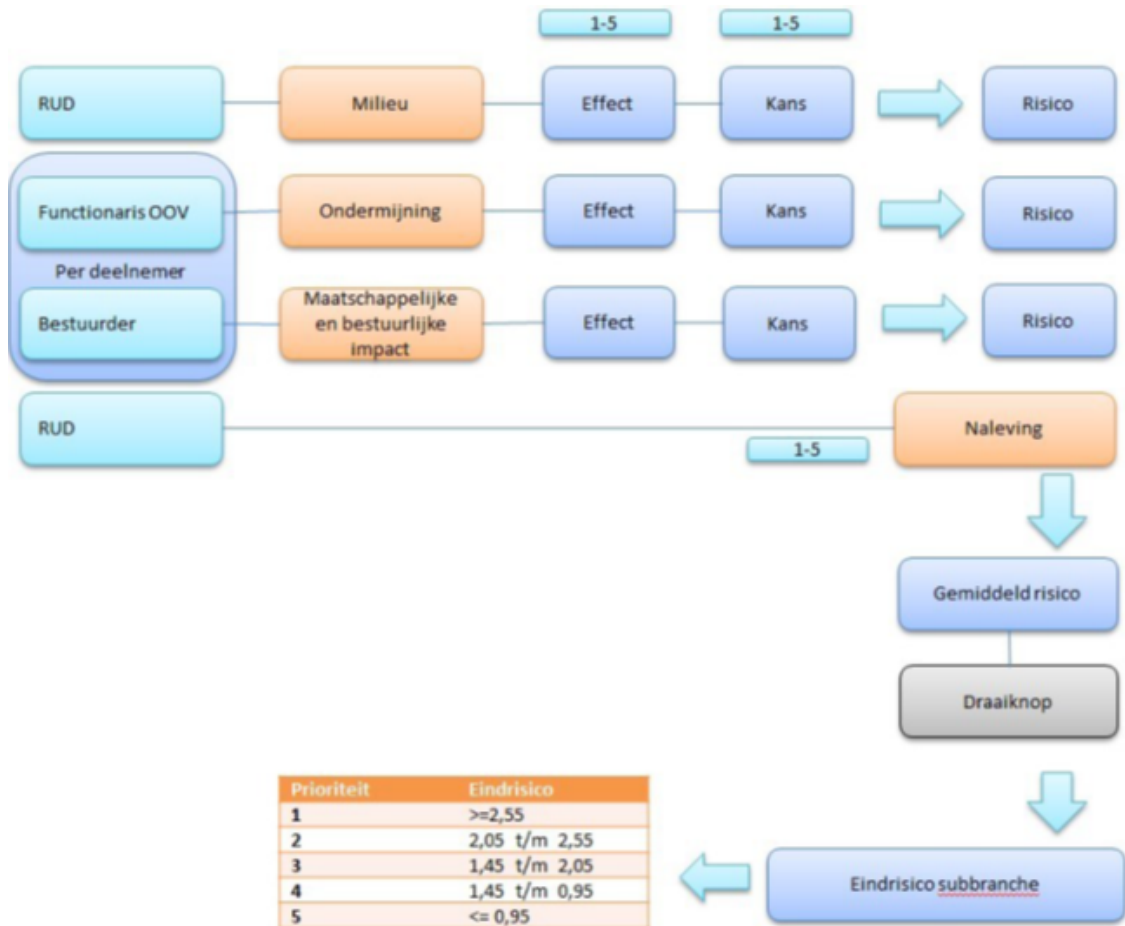 1-5 1-5
RUD Milieu Effect Kans Risico
Functionaris OOV Ondermijning Effect Kans Risico
Per deelnemer
Bestuurder Maatschappelijke en bestuurlijke impact Effect Kans Risico
RUD Naleving
1-5
Gemiddeld risico
Draaiknop
Prioriteit Eindrisico
1 >=2,55
2 2,05 t/m 2,55
3 1,45 t/m 2,05
4 1,45 t/m 0,95
5 <= 0,95
Eindrisico subbranche